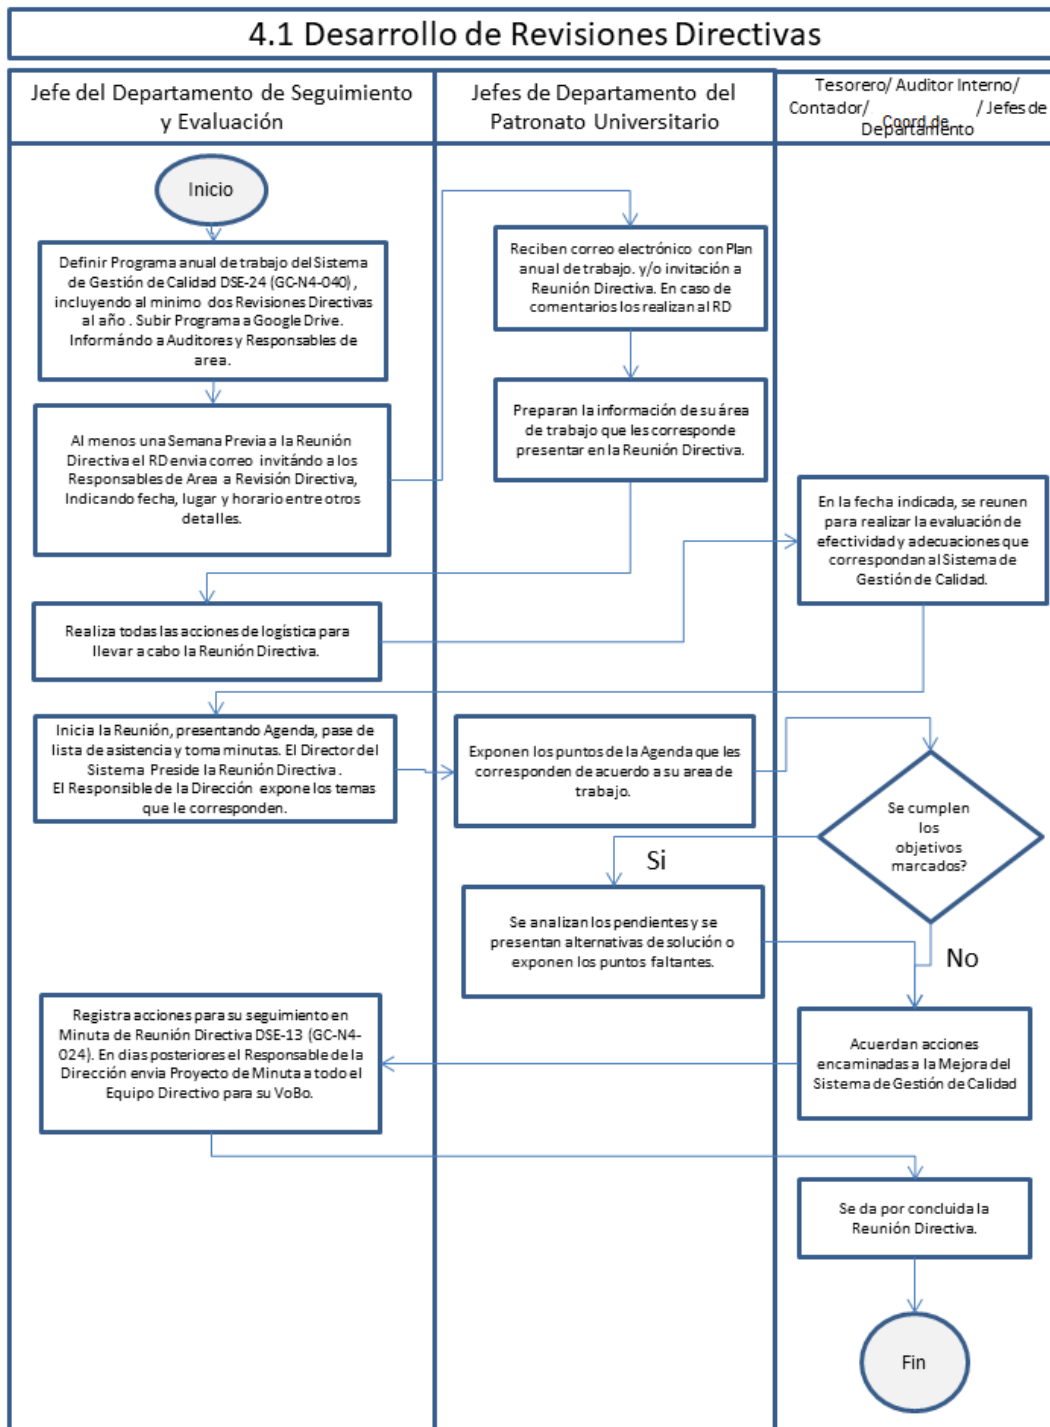 4.1 Desarrollo de Revisiones Directivas
Jefe del Departamento de Seguimiento
y Evaluación
Jefes de Departamento del
Patronato Universitario
Tesorero/ Auditor Interno/
Contador/ Coord de / Jefes de
Departamento
Inicio
Definir Programa anual de trabajo del Sistema
de Gestión de Calidad DSE-24 (GC-N4-040) ,
incluyendo al minimo dos Revisiones Directivas
al año . Subir Programa a Google Drive.
Informándo a Auditores y Responsables de
area.
Reciben correo electrónico con Plan
anual de trabajo. y/o invitación a
Reunión Directiva. En caso de
comentarios los realizan al RD
Al menos una Semana Previa a la Reunión
Directiva el RD envia correo invitándo a los
Responsables de Area a Revisión Directiva,
Indicando fecha, lugar y horario entre otros
detalles.
Preparan la información de su área
de trabajo que les corresponde
presentar en la Reunión Directiva.
En la fecha indicada, se reunen
para realizar la evaluación de
efectividad y adecuaciones que
correspondan al Sistema de
Gestión de Calidad.
Realiza todas las acciones de logística para
llevar a cabo la Reunión Directiva.
Inicia la Reunión, presentando Agenda, pase de
lista de asistencia y toma minutas. El Director del
Sistema Preside la Reunión Directiva .
El Responsible de la Dirección expone los temas
que le corresponden.
Exponen los puntos de la Agenda que les
corresponden de acuerdo a su area de
trabajo.
Se cumplen
los
objetivos
marcados?
Si
Se analizan los pendientes y se
presentan alternativas de solución o
exponen los puntos faltantes.
No
Registra acciones para su seguimiento en
Minuta de Reunión Directiva DSE-13 (GC-N4-
024). En dias posteriores el Responsable de la
Dirección envia Proyecto de Minuta a todo el
Equipo Directivo para su VoBo.
Acuerdan acciones
encaminadas a la Mejora del
Sistema de Gestión de Calidad
Se da por concluida la
Reunión Directiva.
Fin